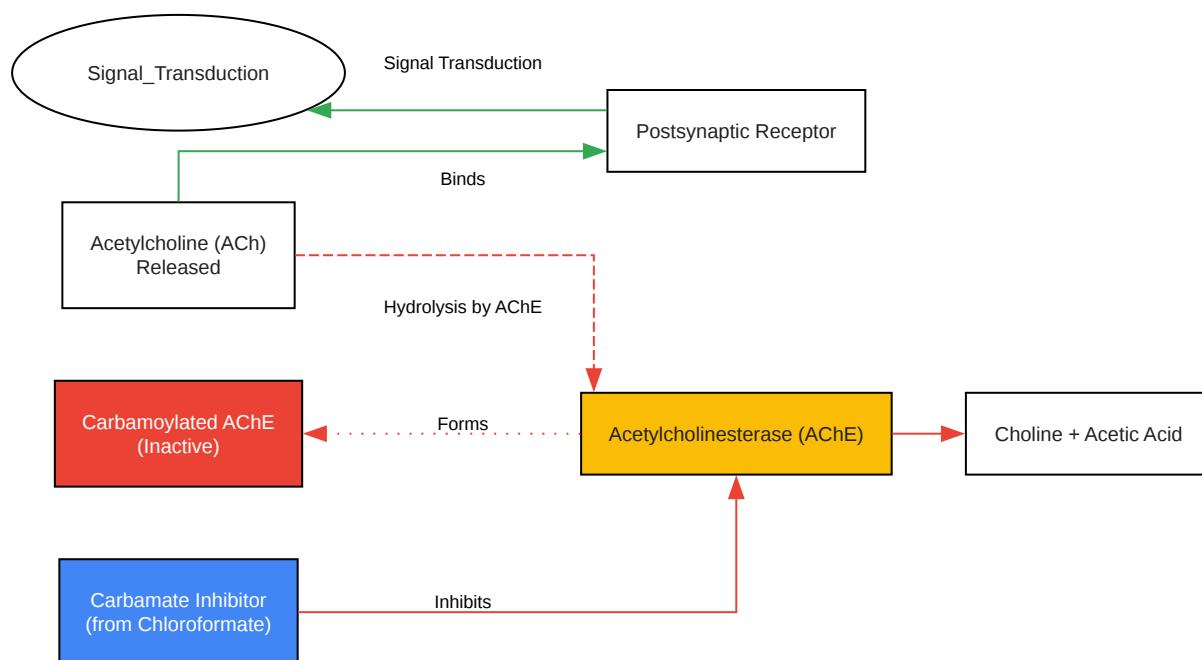 Signal_Transduction
Signal Transduction
Postsynaptic Receptor
Binds
Acetylcholine (ACh)
Released
Hydrolysis by AChE
Carbamoylated AChE
(Inactive)
Forms
Acetylcholinesterase (AChE)
Choline + Acetic Acid
Carbamate Inhibitor
(from Chloroformate)
Inhibits